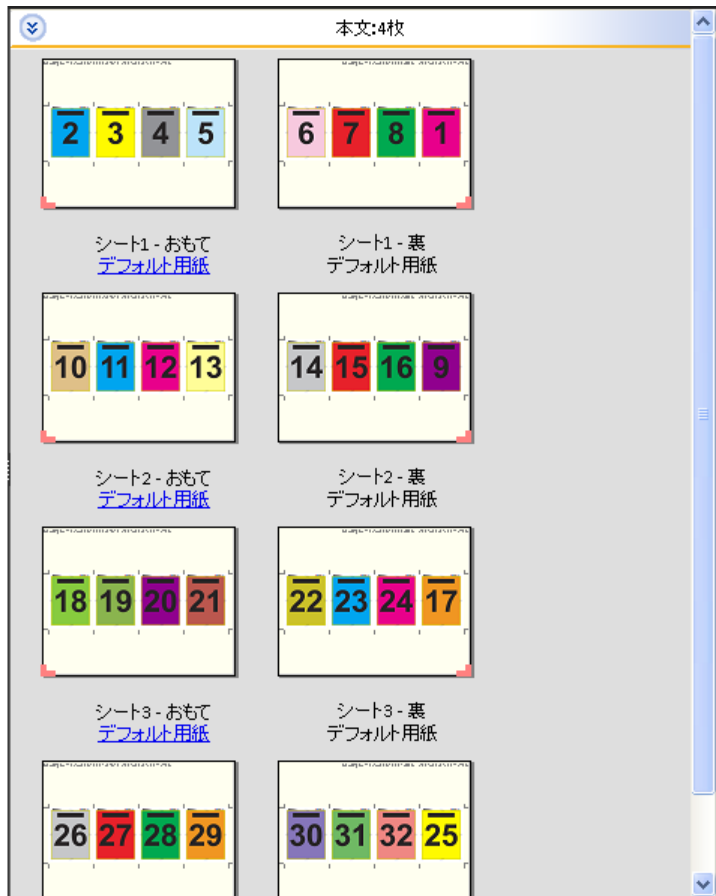 本文:4枚
2 3 4 5
6 7 8 1
シート1 - おもて
デフォルト用紙
シート1 - 裏
デフォルト用紙
10 11 12 13
14 15 16 9
シート2 - おもて
デフォルト用紙
シート2 - 裏
デフォルト用紙
18 19 20 21
22 23 24 17
シート3 - おもて
デフォルト用紙
シート3 - 裏
デフォルト用紙
26 27 28 29
30 31 32 25